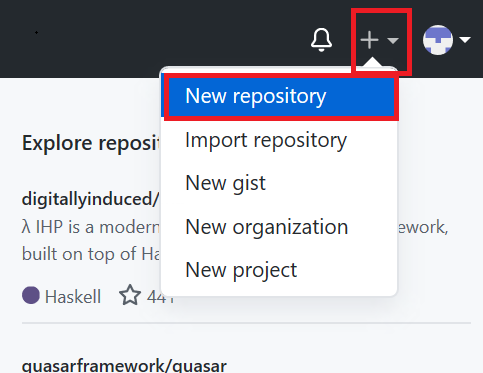 New repository
Import repository
New gist
New organization
New project
Explore reposit
digitallyinduced/
λ IHP is a modern ework,
built on top of Ha
Haskell
quasarframework/quasar